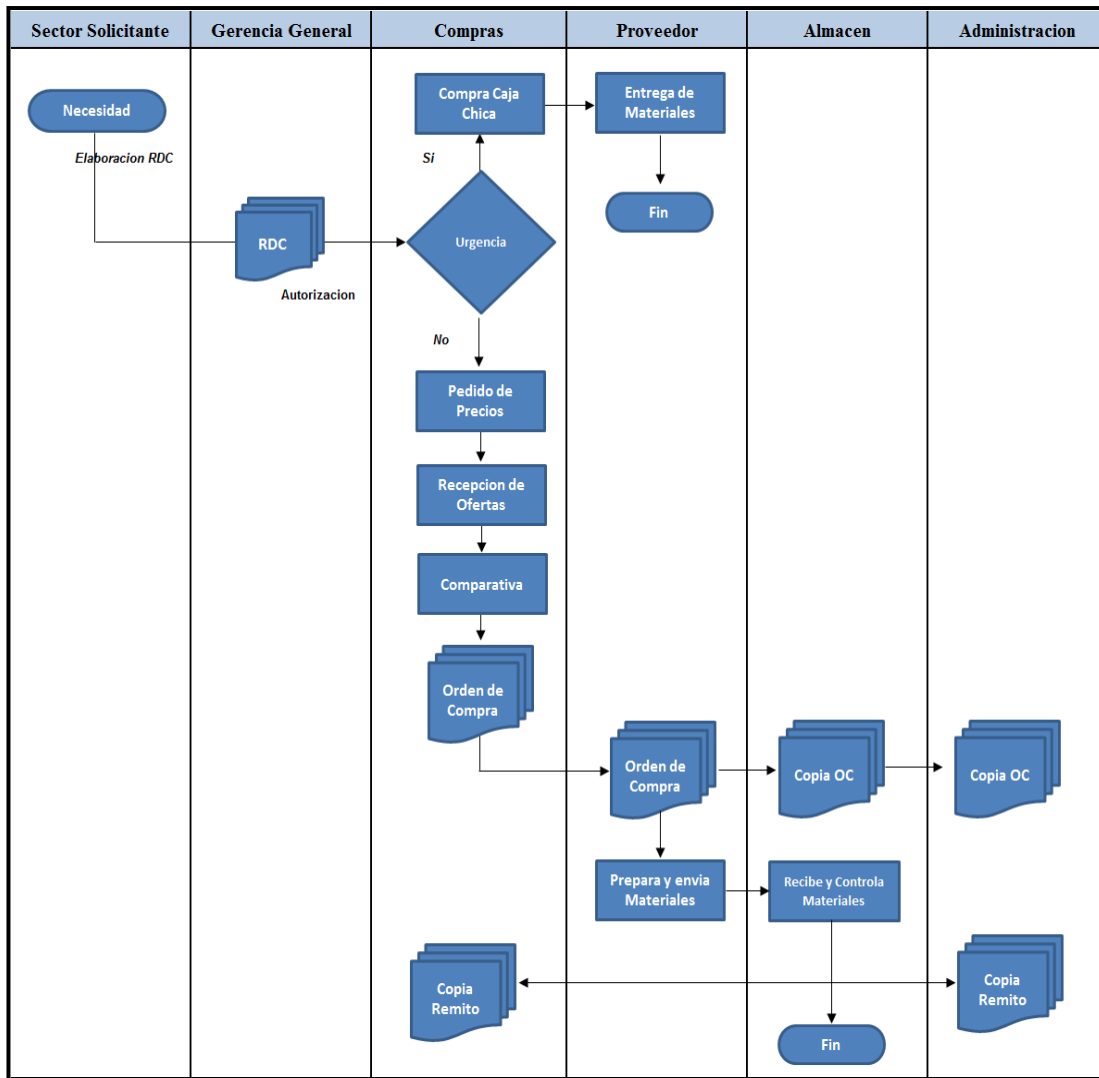 Sector Solicitante
Gerencia General
Compras
Proveedor
Almacen
Administracion
Necesidad
Elaboracion RDC
RDC
Autorizacion
Compra Caja
Chica
Entrega de
Materiales
Si
Fin
Urgencia
No
Pedido de
Precios
Recepcion de
Ofertas
Comparativa
Orden de
Compra
Orden de
Compra
Copia OC
Copia OC
Prepara y envia
Materiales
Recibe y Controla
Materiales
Copia
Remito
Copia
Remito
Fin